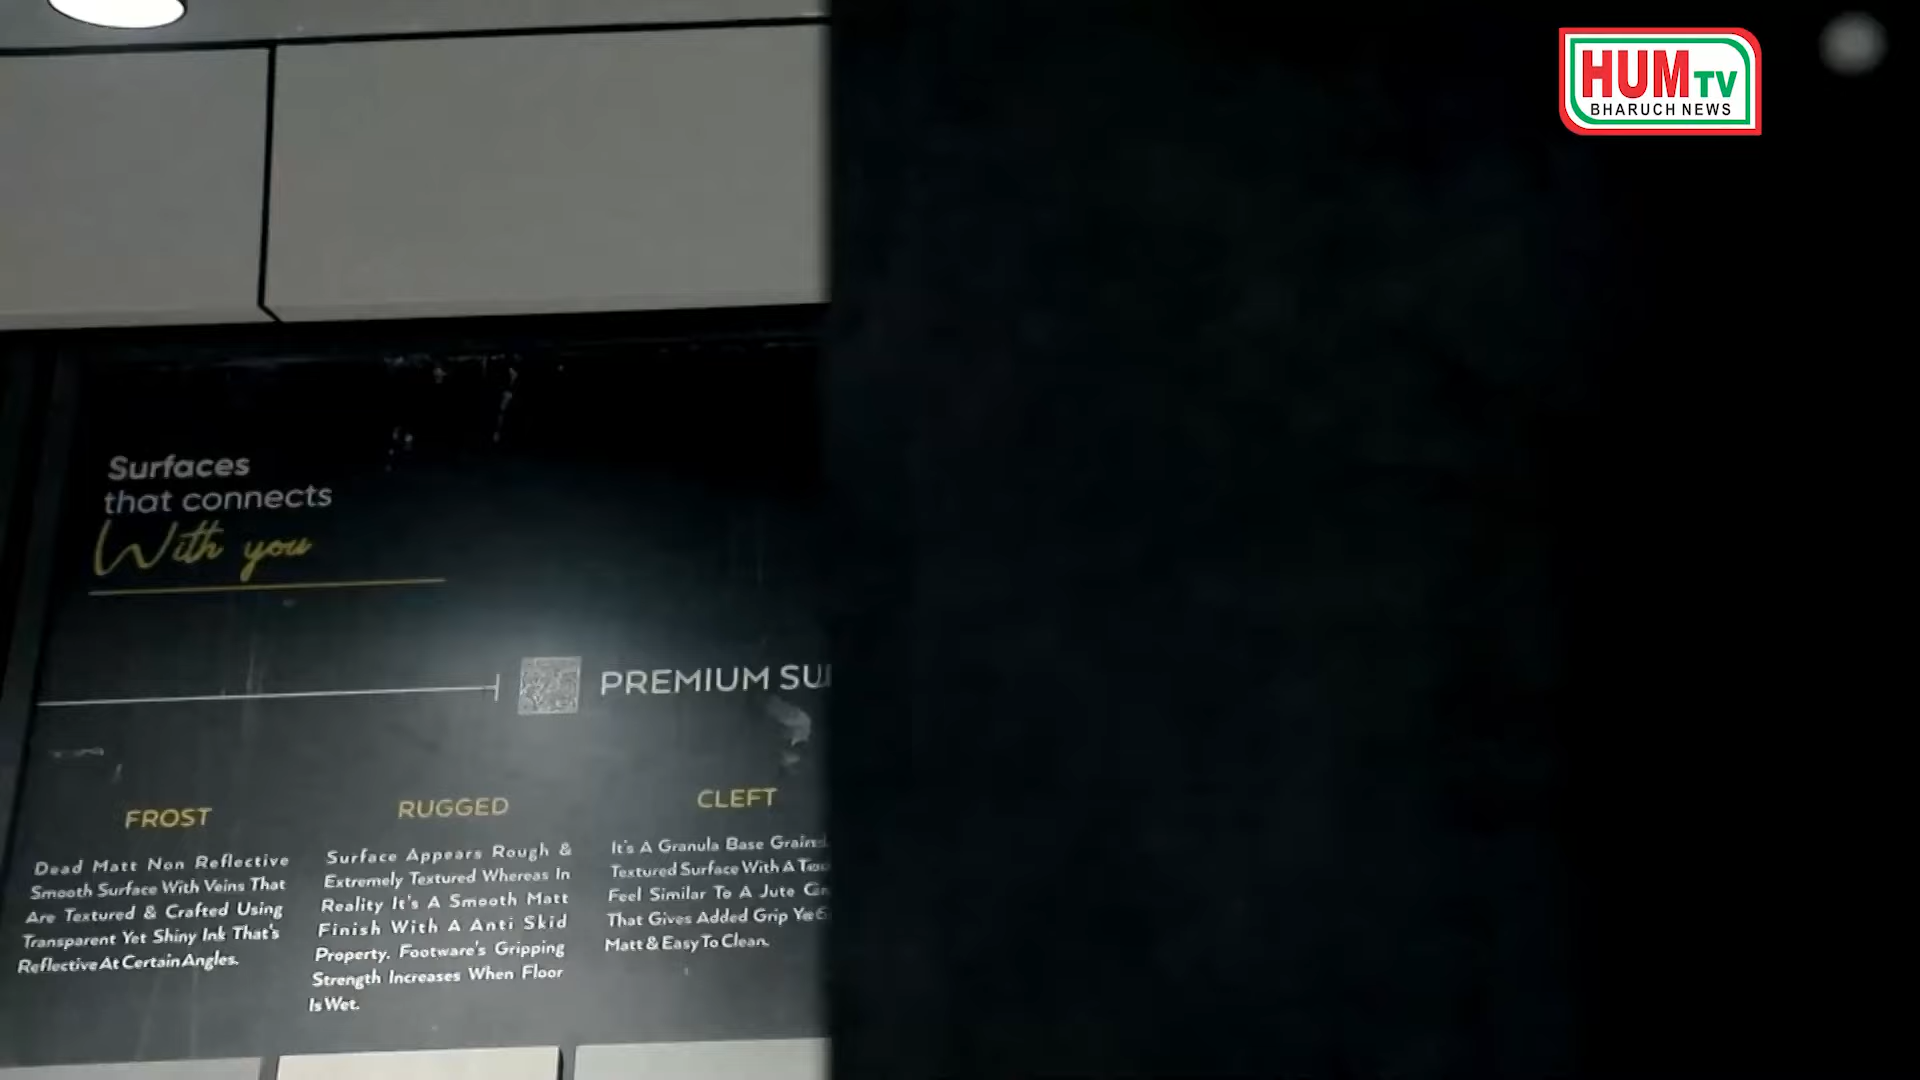 HUM TV
BHARUCH NEWS
Surfaces
that connects
With you
PREMIUM
FROST
Dead Matt Non Reflective
Smooth Surface With Veins That
Are Textured & Crafted Using
Transparent Yet Shiny Ink That's
Reflective At Certain Angles.
RUGGED
Surface Appears Rough &
Extremely Textured Whereas In
Reality It's A Smooth Matt
Finish With A Anti Skid
Property. Footware's Gripping
Strength Increases When Floor
Is Wet.
CLEFT
It's A Granula Base Grained
Textured Surface With A
Feel Similar To A Jute
That Gives Added Grip
Matt & Easy To Clean.